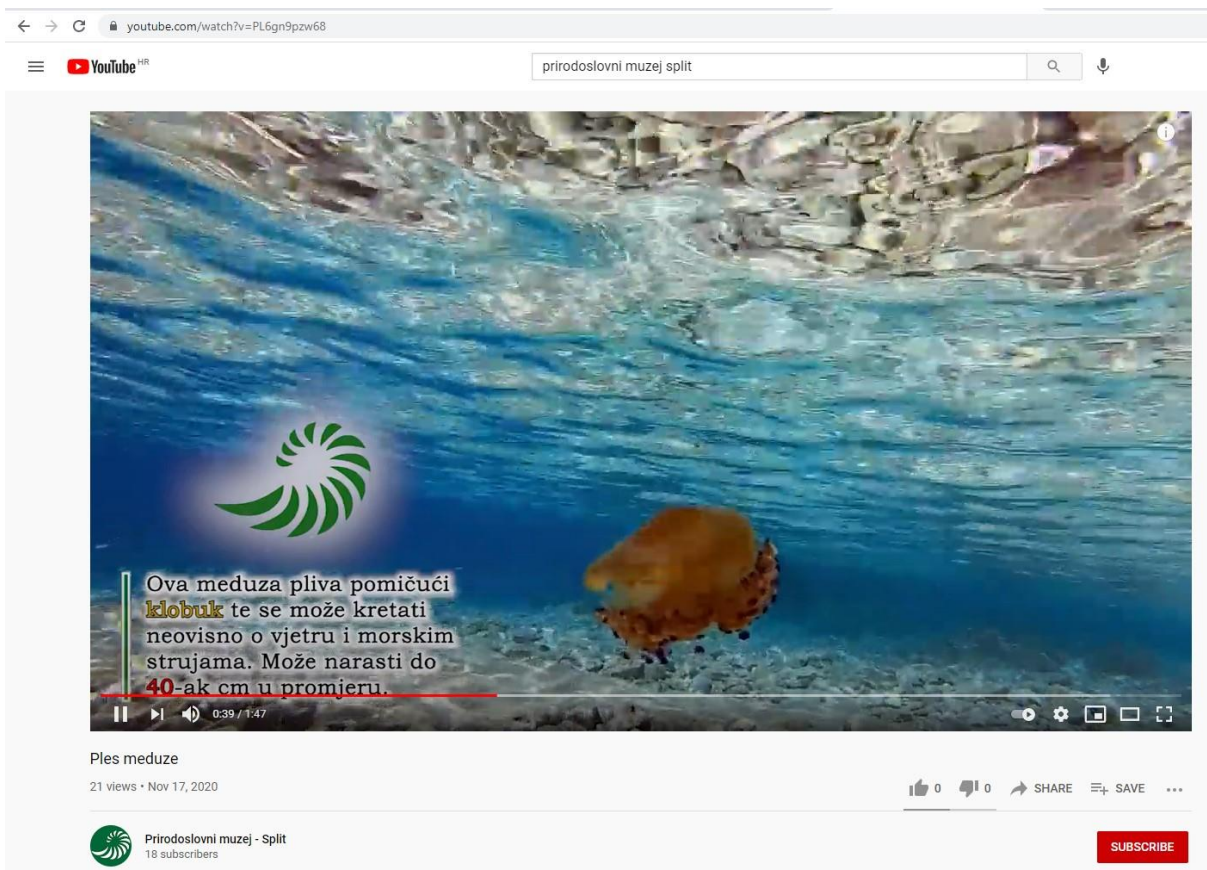 youtube.com/watch?v=PL6gn9pzw68
YouTube HR
prirodoslovni muzej split
Ova meduza pliva pomičući
klobuk te se može kretati
neovisno o vjetru i morskim
strujama. Može narasti do
40-ak cm u promjeru.
0:39 / 1:47
Ples meduze
21 views • Nov 17, 2020
0 0 SHARE SAVE
Prirodoslovni muzej - Split
18 subscribers
SUBSCRIBE